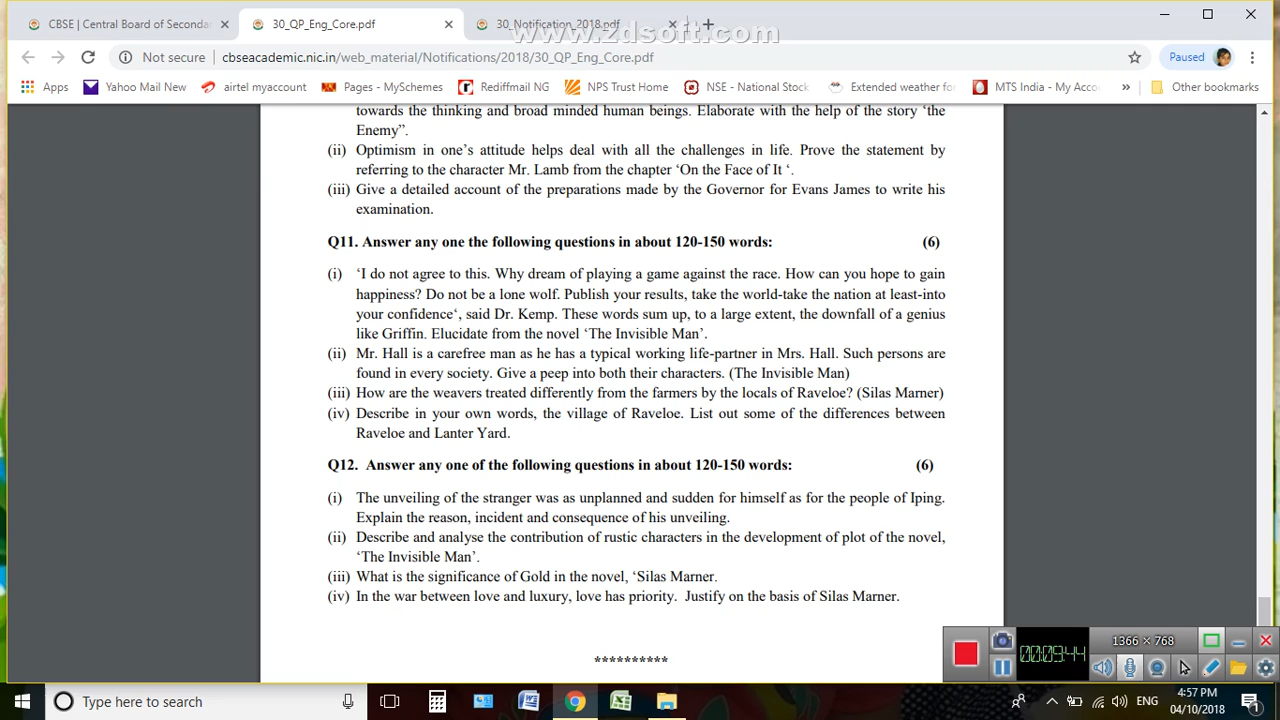 CBSE | Central Board of Secondar
30_QP_Eng_Core.pdf
30_Notification_2018.pdf
www.zdsoft.com
Not secure
cbseacademic.nic.in/web_material/Notifications/2018/30_QP_Eng_Core.pdf
Paused
Apps
Yahoo Mail New
airtel myaccount
Pages - MySchemes
Rediffmail NG
NPS Trust Home
NSE - National Stock
Extended weather for
MTS India - My Acco
»
Other bookmarks
towards the thinking and broad minded human beings. Elaborate with the help of the story ‘the
Enemy”.
(ii) Optimism in one’s attitude helps deal with all the challenges in life. Prove the statement by
referring to the character Mr. Lamb from the chapter ‘On the Face of It ‘.
(iii) Give a detailed account of the preparations made by the Governor for Evans James to write his
examination.
Q11. Answer any one the following questions in about 120-150 words: (6)
(i) ‘I do not agree to this. Why dream of playing a game against the race. How can you hope to gain
happiness? Do not be a lone wolf. Publish your results, take the world-take the nation at least-into
your confidence‘, said Dr. Kemp. These words sum up, to a large extent, the downfall of a genius
like Griffin. Elucidate from the novel ‘The Invisible Man’.
(ii) Mr. Hall is a carefree man as he has a typical working life-partner in Mrs. Hall. Such persons are
found in every society. Give a peep into both their characters. (The Invisible Man)
(iii) How are the weavers treated differently from the farmers by the locals of Raveloe? (Silas Marner)
(iv) Describe in your own words, the village of Raveloe. List out some of the differences between
Raveloe and Lanter Yard.
Q12. Answer any one of the following questions in about 120-150 words: (6)
(i) The unveiling of the stranger was as unplanned and sudden for himself as for the people of Iping.
Explain the reason, incident and consequence of his unveiling.
(ii) Describe and analyse the contribution of rustic characters in the development of plot of the novel,
‘The Invisible Man’.
(iii) What is the significance of Gold in the novel, ‘Silas Marner.
(iv) In the war between love and luxury, love has priority. Justify on the basis of Silas Marner.
**********
00:09:44
1366 × 768
Type here to search
ENG
4:57 PM
04/10/2018
1